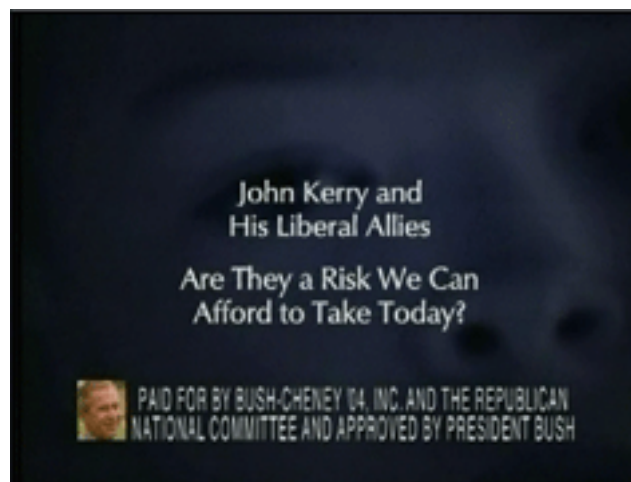 John Kerry and
His Liberal Allies
Are They a Risk We Can
Afford to Take Today?
PAID FOR BY BUSH-CHENEY '04, INC. AND THE REPUBLICAN
NATIONAL COMMITTEE AND APPROVED BY PRESIDENT BUSH